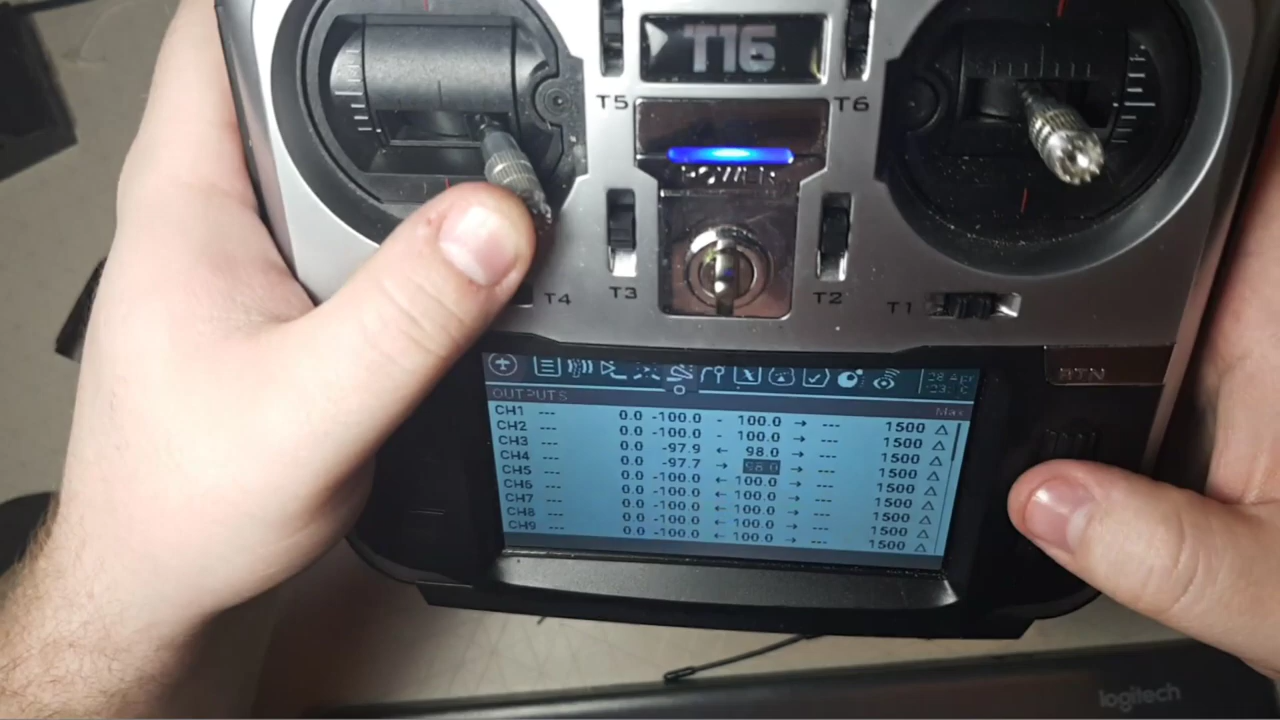 T16
T5
T6
POWER
T4
T3
T2
T1
RTN
OUTPUTS
Max
CH1 --- 0.0 -100.0 - 100.0 → --- 1500 △
CH2 --- 0.0 -100.0 - 100.0 → --- 1500 △
CH3 --- 0.0 -97.9 ← 98.0 → --- 1500 △
CH4 --- 0.0 -97.7 → 98.0 → --- 1500 △
CH5 --- 0.0 -100.0 ← 100.0 → --- 1500 △
CH6 --- 0.0 -100.0 ← 100.0 → --- 1500 △
CH7 --- 0.0 -100.0 ← 100.0 → --- 1500 △
CH8 --- 0.0 -100.0 ← 100.0 → --- 1500 △
CH9 --- 0.0 -100.0 ← 100.0 → --- 1500 △
logitech